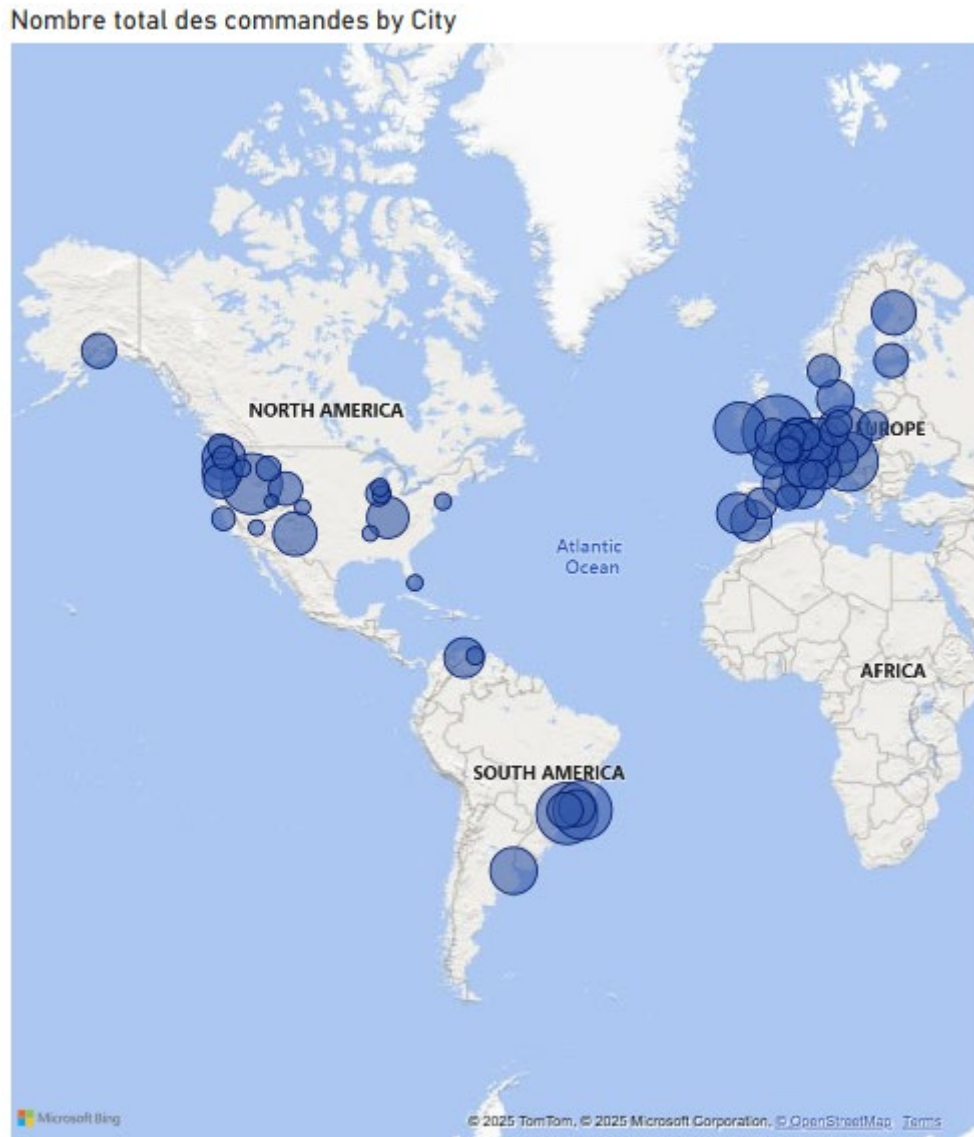 Nombre total des commandes by City
NORTH AMERICA
EUROPE
Atlantic
Ocean
AFRICA
SOUTH AMERICA
Microsoft Bing
© 2025 TomTom, © 2025 Microsoft Corporation, © OpenStreetMap Terms